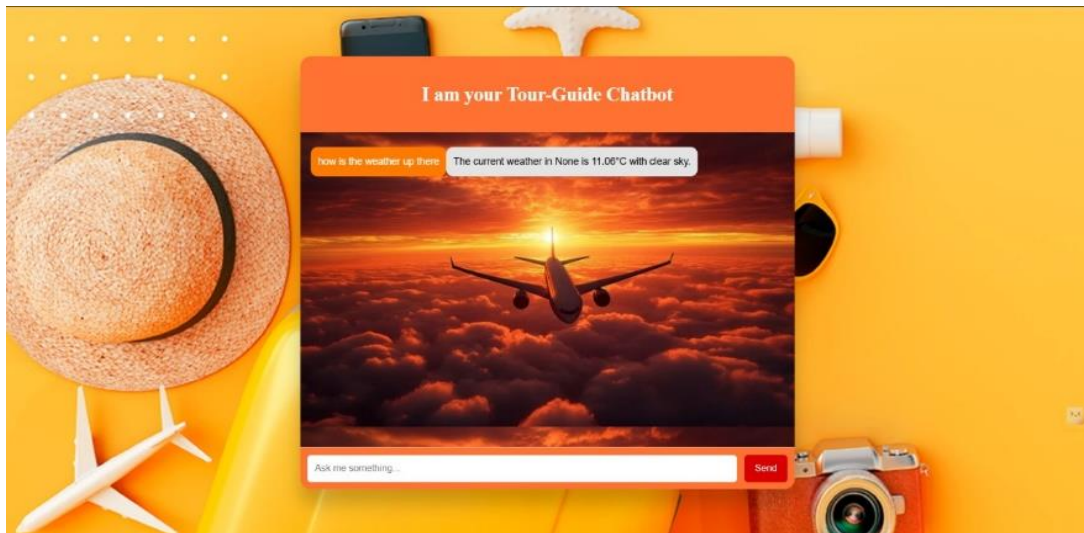 I am your Tour-Guide Chatbot
how is the weather up there
The current weather in None is 11.06°C with clear sky.
Ask me something...
Send